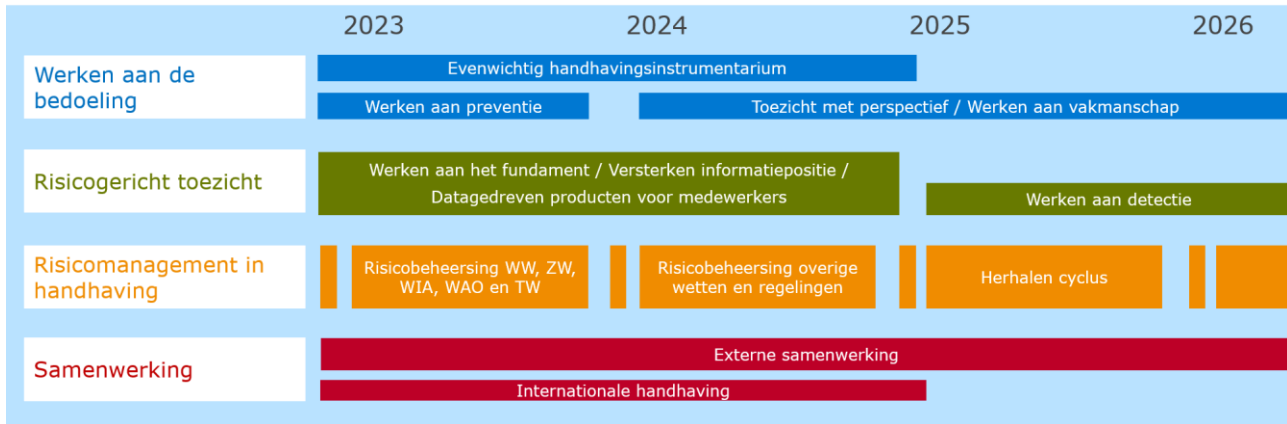 2023 2024 2025 2026
Werken aan de
bedoeling
Evenwichtig handhavingsinstrumentarium
Werken aan preventie
Toezicht met perspectief / Werken aan vakmanschap
Risicogericht toezicht
Werken aan het fundament / Versterken informatiepositie /
Datagedreven producten voor medewerkers
Werken aan detectie
Risicomanagement in
handhaving
Risicobeheersing WW, ZW,
WIA, WAO en TW
Risicobeheersing overige
wetten en regelingen
Herhalen cyclus
Samenwerking
Externe samenwerking
Internationale handhaving